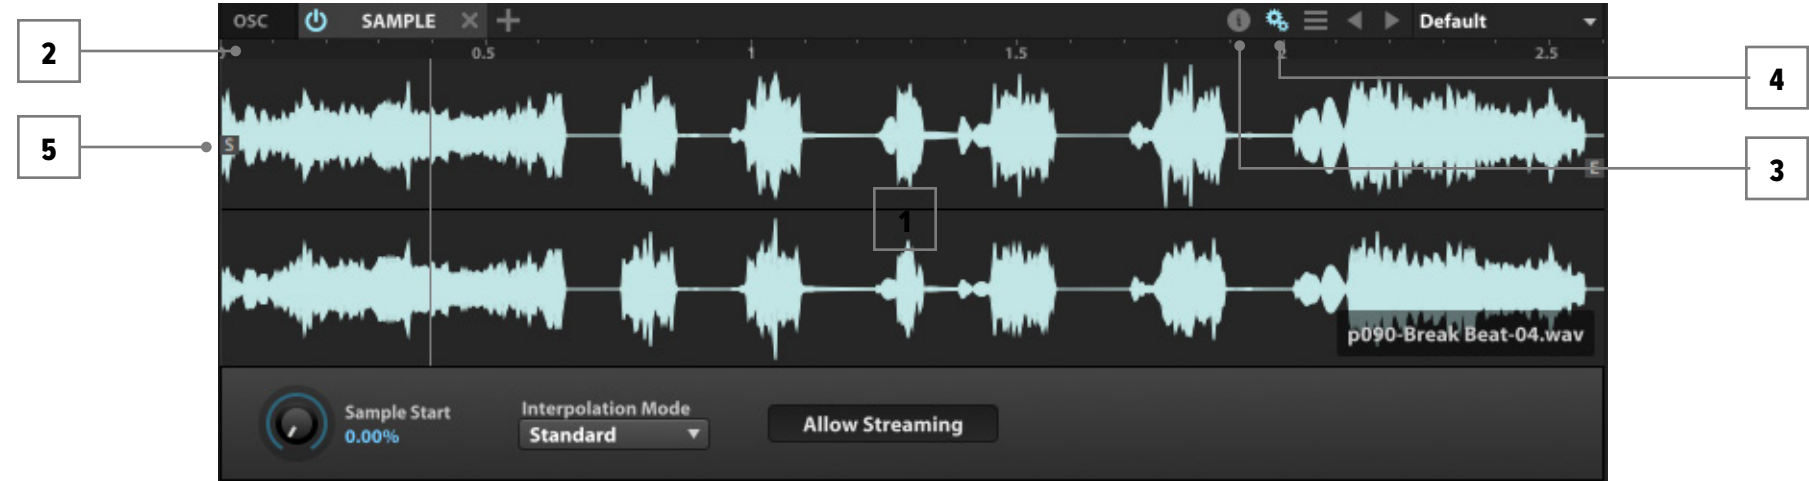 OSC SAMPLE Default
2
0.5 1 1.5 2 2.5
4
5
S
3
E
1
p090-Break Beat-04.wav
Sample Start
0.00%
Interpolation Mode
Standard
Allow Streaming